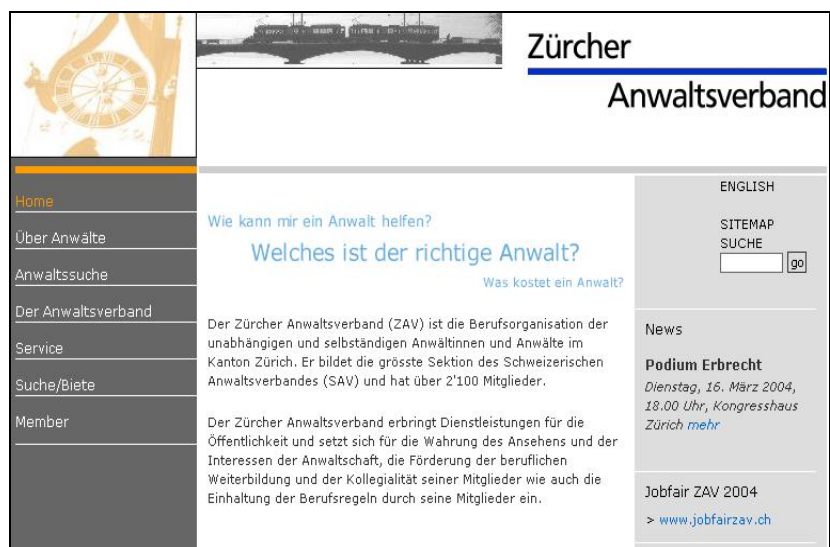 Zürcher
Anwaltsverband
Home
Über Anwälte
Anwaltssuche
Der Anwaltsverband
Service
Suche/Biete
Member
Wie kann mir ein Anwalt helfen?
Welches ist der richtige Anwalt?
Was kostet ein Anwalt?
Der Zürcher Anwaltsverband (ZAV) ist die Berufsorganisation der
unabhängigen und selbständigen Anwältinnen und Anwälte im
Kanton Zürich. Er bildet die grösste Sektion des Schweizerischen
Anwaltsverbandes (SAV) und hat über 2'100 Mitglieder.
Der Zürcher Anwaltsverband erbringt Dienstleistungen für die
Öffentlichkeit und setzt sich für die Wahrung des Ansehens und der
Interessen der Anwaltschaft, die Förderung der beruflichen
Weiterbildung und der Kollegialität seiner Mitglieder wie auch die
Einhaltung der Berufsregeln durch seine Mitglieder ein.
ENGLISH
SITEMAP
SUCHE
go
News
Podium Erbrecht
Dienstag, 16. März 2004,
18.00 Uhr, Kongresshaus
Zürich mehr
Jobfair ZAV 2004
> www.jobfairzav.ch